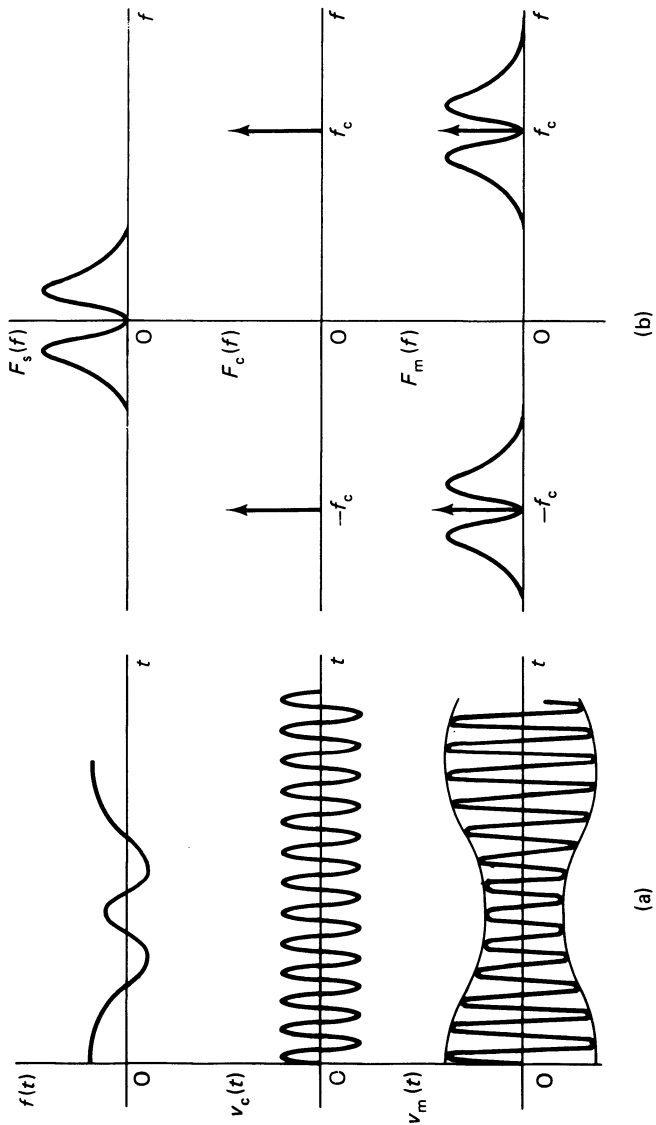 f(t)
O
t
v_c(t)
O
t
v_m(t)
O
t
(a)
F_s(f)
O
f
F_c(f)
−f_c
O
f_c
f
F_m(f)
−f_c
O
f_c
f
(b)